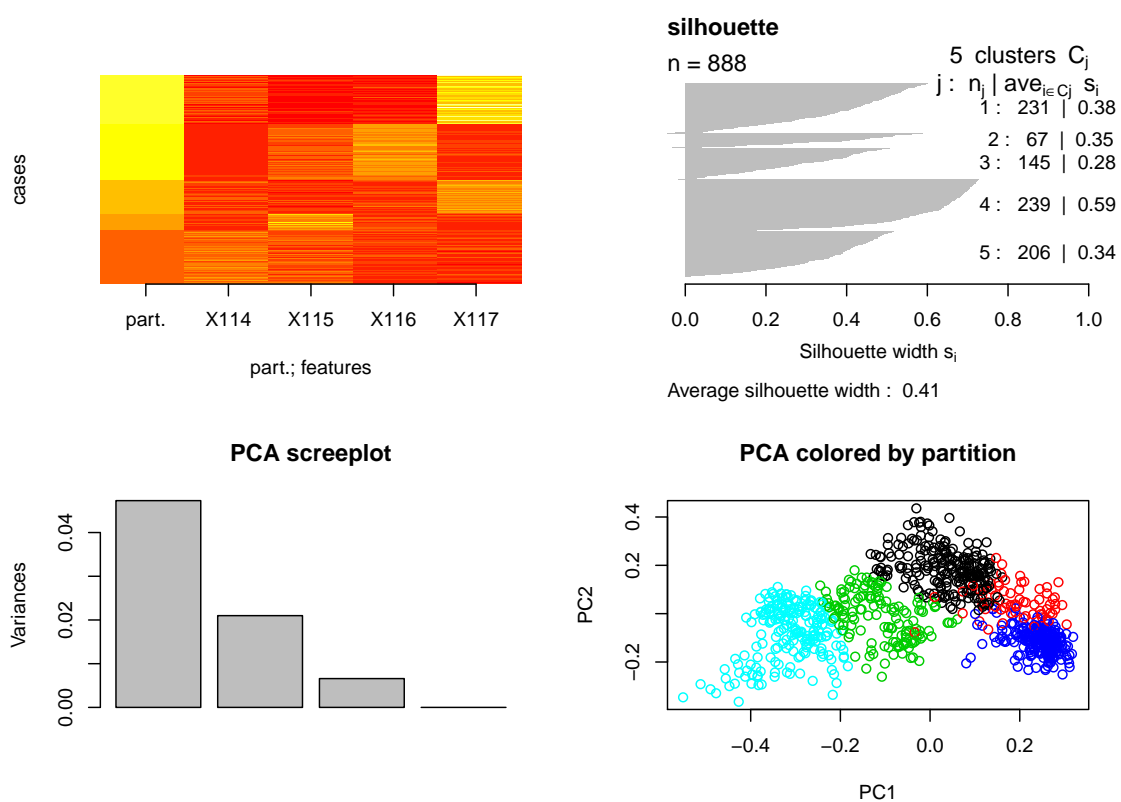 cases
part. X114 X115 X116 X117
part.; features
silhouette
n = 888
5 clusters Cj
j : nj | avei∈Cj si
1 : 231 | 0.38
2 : 67 | 0.35
3 : 145 | 0.28
4 : 239 | 0.59
5 : 206 | 0.34
0.0 0.2 0.4 0.6 0.8 1.0
Silhouette width si
Average silhouette width : 0.41
PCA screeplot
Variances
0.04
0.02
0.00
PCA colored by partition
PC2
0.4
0.2
−0.2
−0.4 −0.2 0.0 0.2
PC1